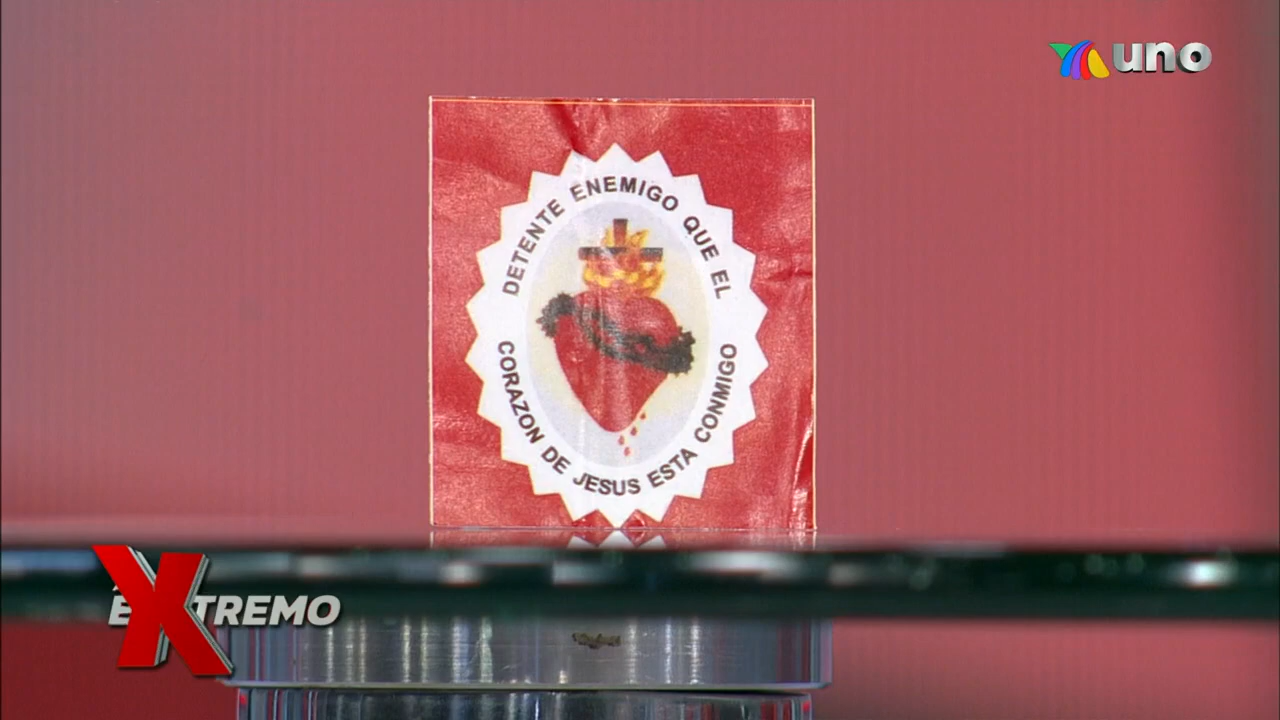 uno
DETENTE ENEMIGO QUE EL
CORAZON DE JESUS ESTA CONMIGO
EXTREMO